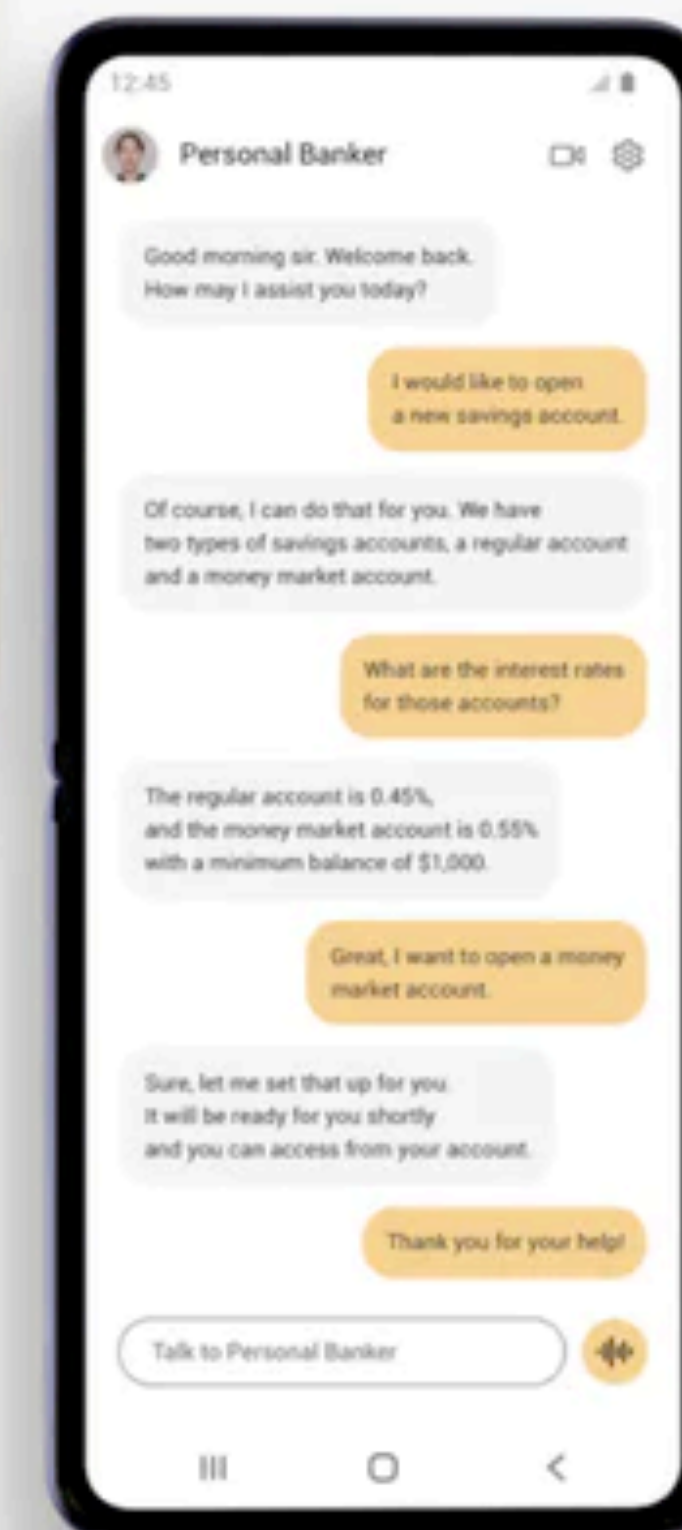 12:45
Personal Banker
Good morning sir. Welcome back.
How may I assist you today?
I would like to open
a new savings account.
Of course, I can do that for you. We have
two types of savings accounts, a regular account
and a money market account.
What are the interest rates
for those accounts?
The regular account is 0.45%,
and the money market account is 0.55%
with a minimum balance of $1,000.
Great, I want to open a money
market account.
Sure, let me set that up for you.
It will be ready for you shortly
and you can access from your account.
Thank you for your help!
Talk to Personal Banker